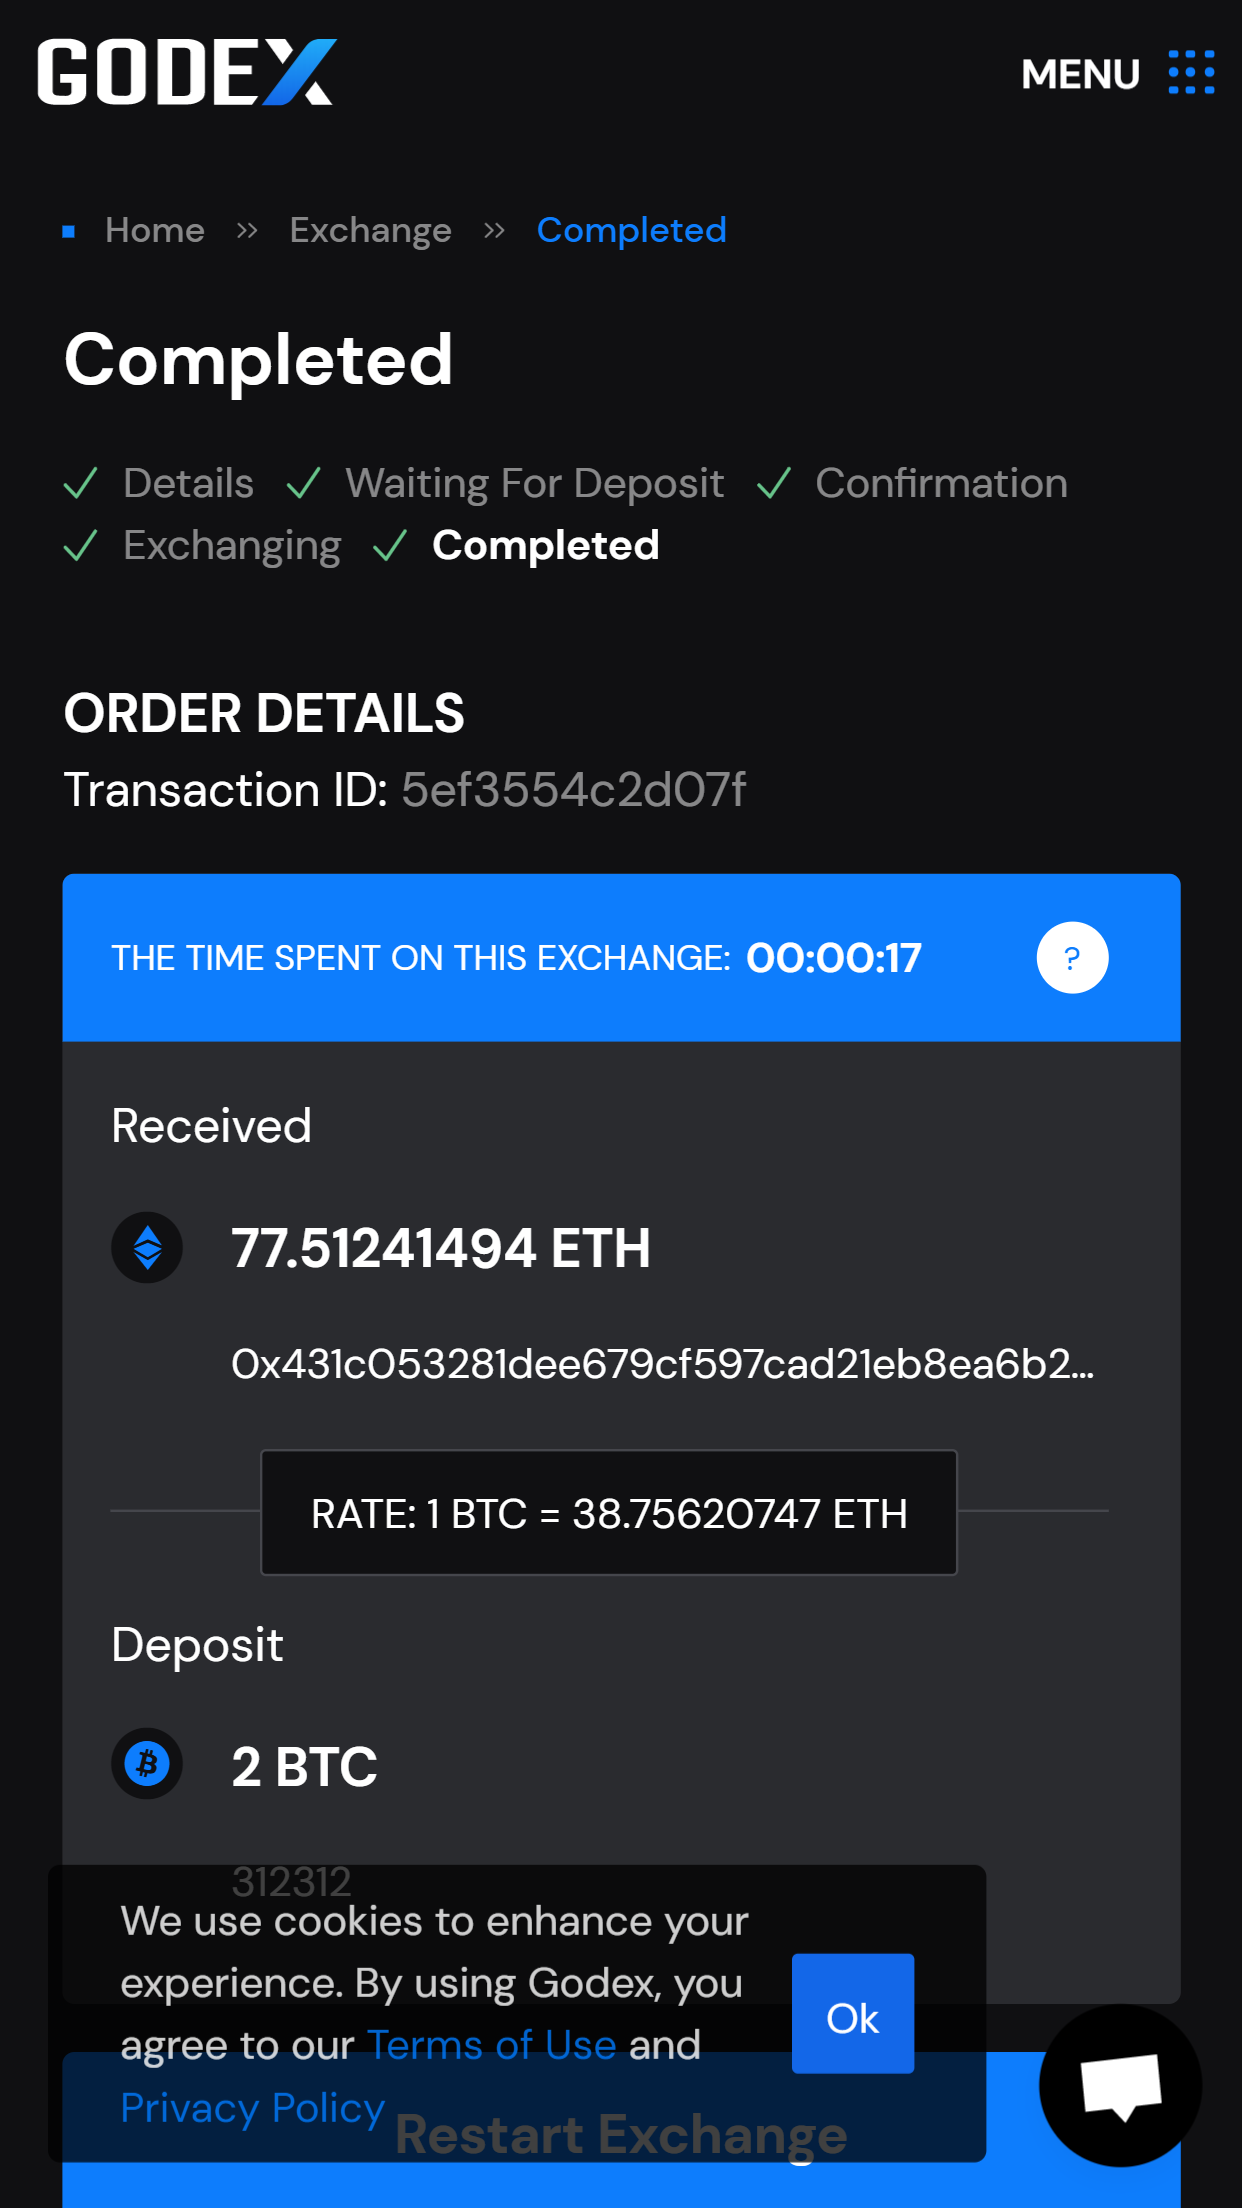 GODEX
MENU
Home » Exchange » Completed
Completed
Details Waiting For Deposit Confirmation
Exchanging Completed
ORDER DETAILS
Transaction ID: 5ef3554c2d07f
THE TIME SPENT ON THIS EXCHANGE: 00:00:17 ?
Received
77.51241494 ETH
0x431c053281dee679cf597cad21eb8ea6b2...
RATE: 1 BTC = 38.75620747 ETH
Deposit
2 BTC
312312
We use cookies to enhance your
experience. By using Godex, you
agree to our Terms of Use and
Privacy Policy
Ok
Restart Exchange